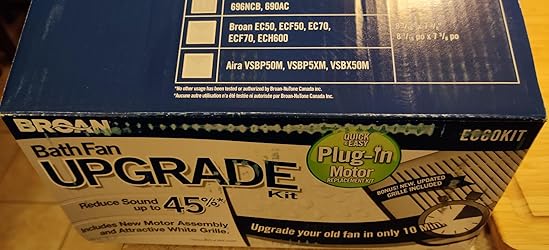 696NCB, 690AC
Broan EC50, ECF50, EC70,
ECF70, ECH600
Aira VSBP50M, VSBP5XM, VSBX50M
*No other usage has been tested or authorized by Broan-NuTone Canada inc.
*Aucune autre utilisation n'a été testée ni autorisée par Broan-NuTone Canada inc.
BROAN
Bath Fan
UPGRADE
Kit
Reduce Sound
up to 45%*
Includes New Motor Assembly
and Attractive White Grille
QUICK & EASY
Plug-In
Motor
REPLACEMENT KIT
BONUS! NEW, UPDATED
GRILLE INCLUDED
Upgrade your old fan in only 10